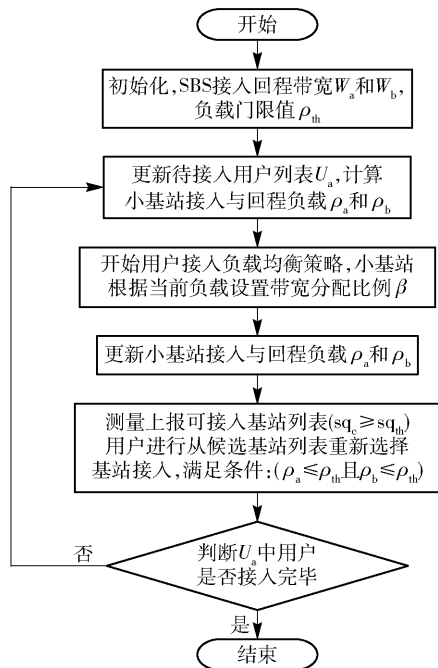 开始
初始化,SBS接入回程带宽Wa和Wb,
负载门限值ρth
更新待接入用户列表Ua,计算
小基站接入与回程负载ρa和ρb
开始用户接入负载均衡策略,小基站
根据当前负载设置带宽分配比例β
更新小基站接入与回程负载ρa和ρb
测量上报可接入基站列表(sqc≥sqth)
用户进行从候选基站列表重新选择
基站接入,满足条件:(ρa≤ρth且ρb≤ρth)
否
判断Ua中用户
是否接入完毕
是
结束